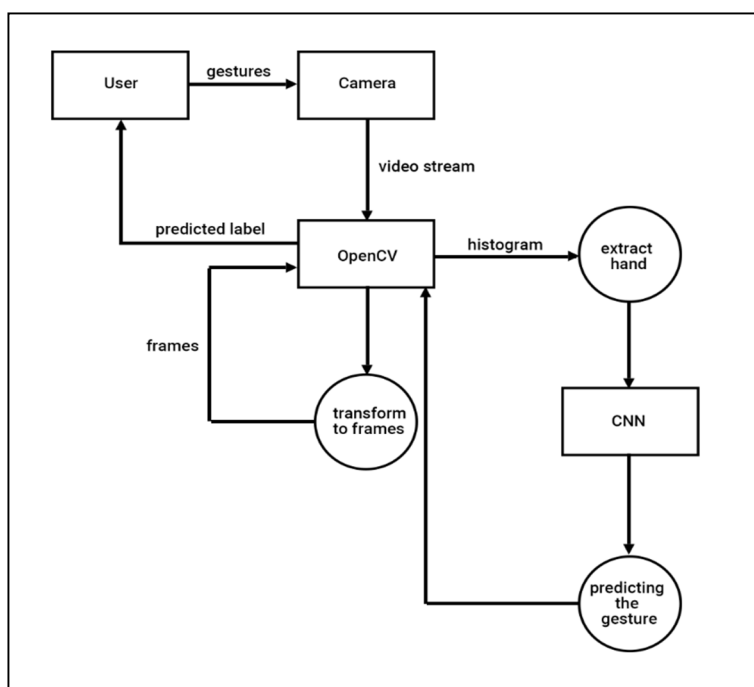 User
gestures
Camera
video stream
predicted label
OpenCV
histogram
extract
hand
frames
transform
to frames
CNN
predicting
the
gesture